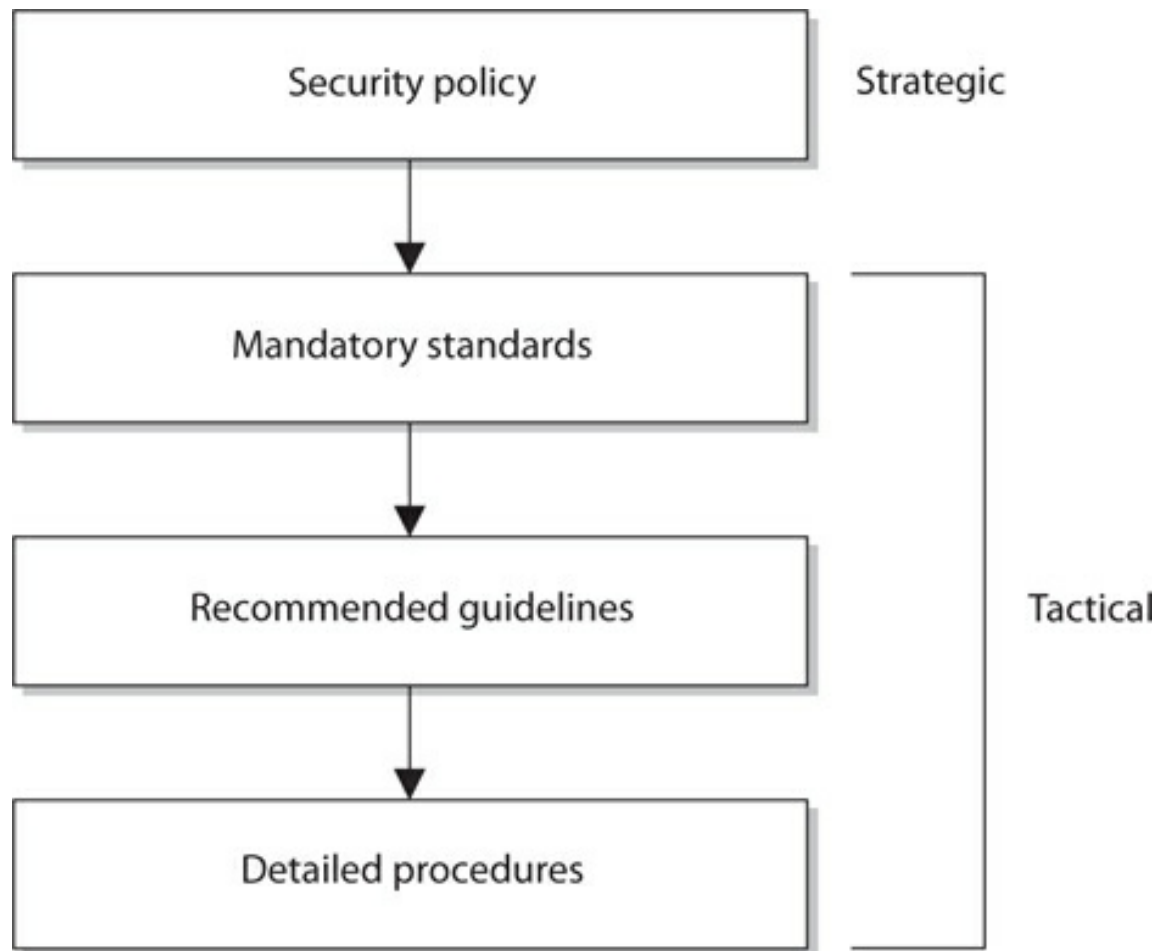 Security policy
Strategic
Mandatory standards
Recommended guidelines
Tactical
Detailed procedures